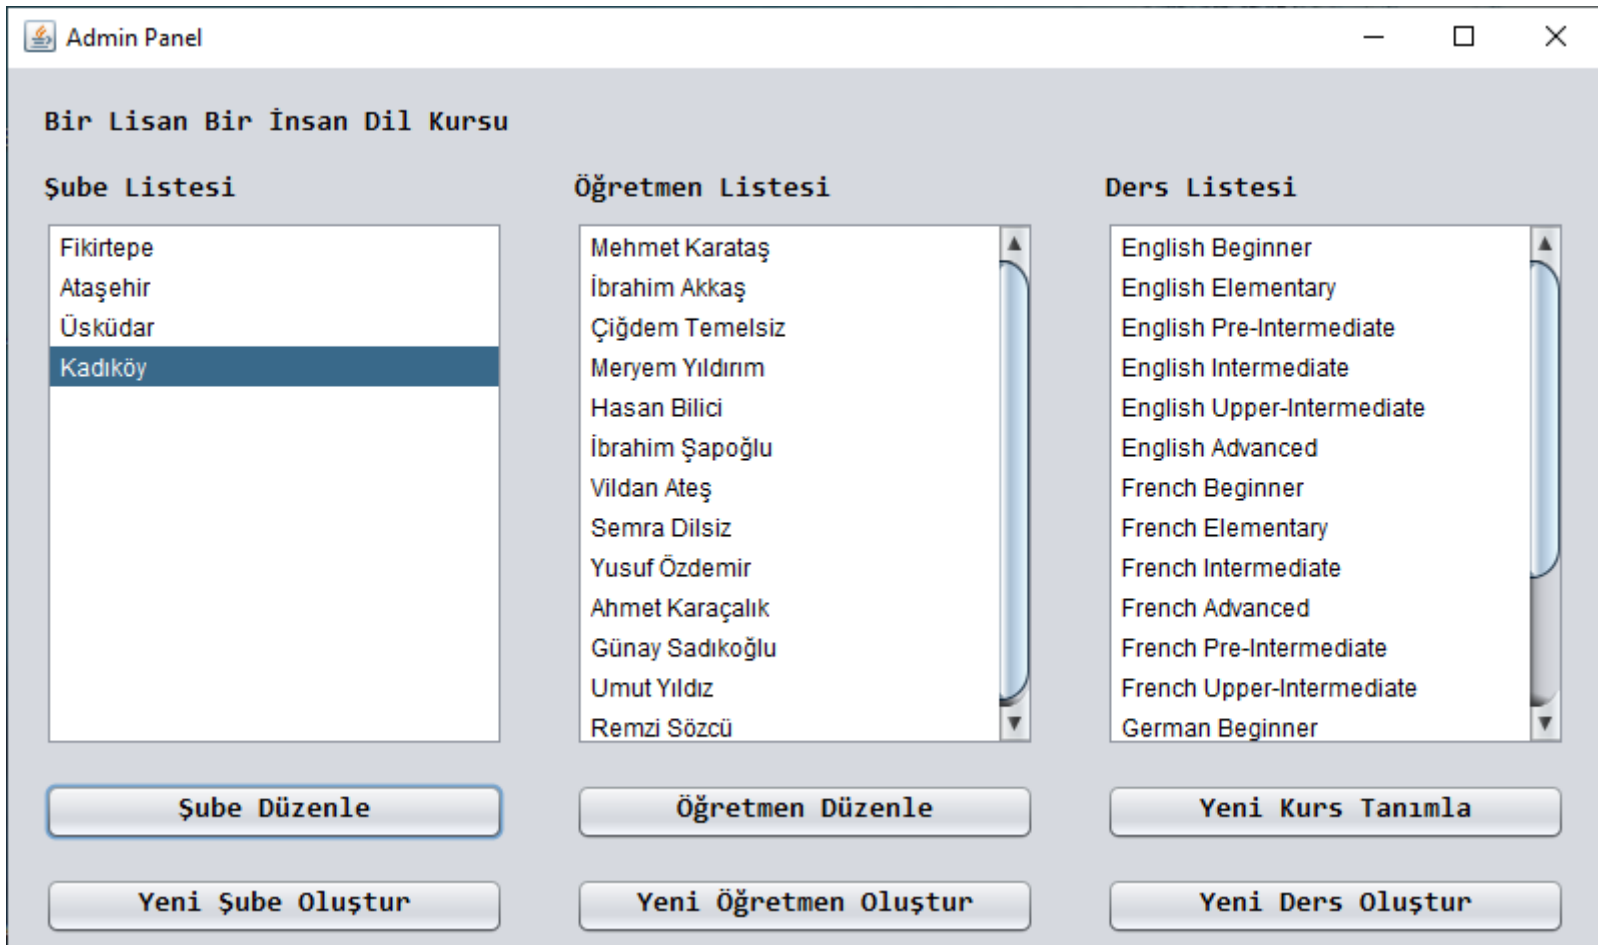 Admin Panel
Bir Lisan Bir İnsan Dil Kursu
Şube Listesi
Fikirtepe
Ataşehir
Üsküdar
Kadıköy
Şube Düzenle
Yeni Şube Oluştur
Öğretmen Listesi
Mehmet Karataş
İbrahim Akkaş
Çiğdem Temelsiz
Meryem Yıldırım
Hasan Bilici
İbrahim Şapoğlu
Vildan Ateş
Semra Dilsiz
Yusuf Özdemir
Ahmet Karaçalık
Günay Sadıkoğlu
Umut Yıldız
Remzi Sözcü
Öğretmen Düzenle
Yeni Öğretmen Oluştur
Ders Listesi
English Beginner
English Elementary
English Pre-Intermediate
English Intermediate
English Upper-Intermediate
English Advanced
French Beginner
French Elementary
French Intermediate
French Advanced
French Pre-Intermediate
French Upper-Intermediate
German Beginner
Yeni Kurs Tanımla
Yeni Ders Oluştur